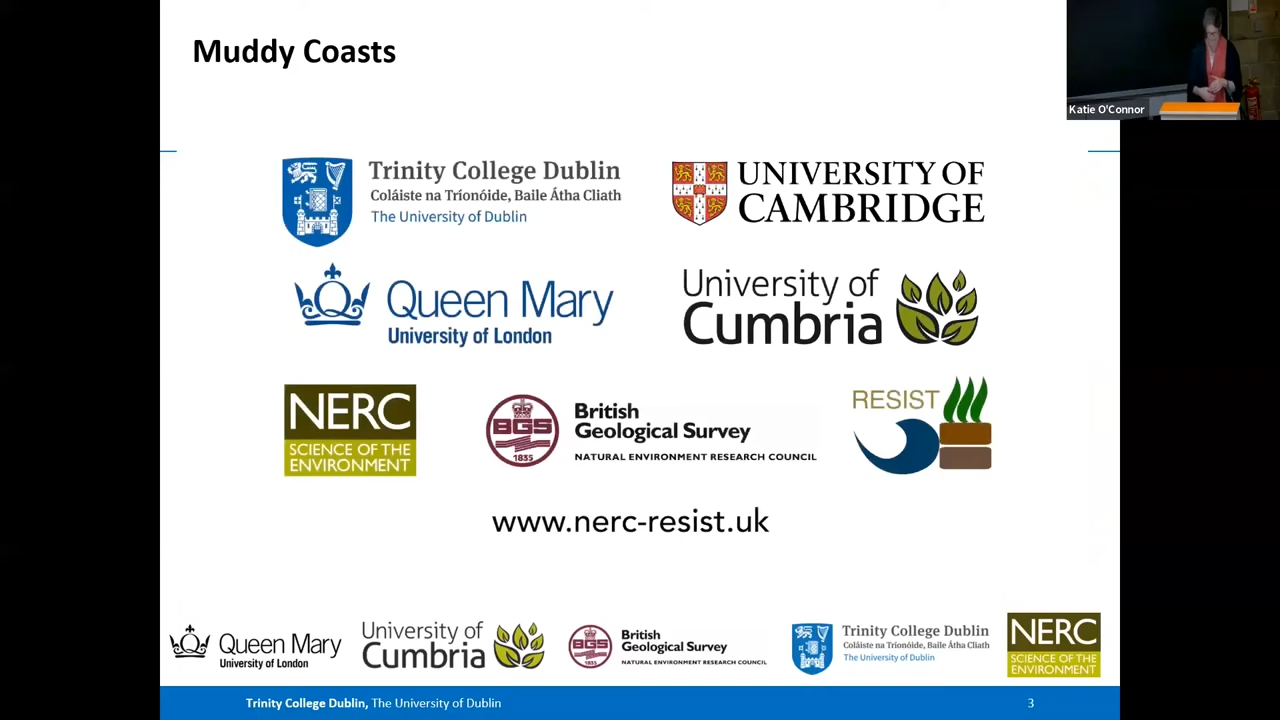 Muddy Coasts
Katie O'Connor
Trinity College Dublin
Coláiste na Tríonóide, Baile Átha Cliath
The University of Dublin
UNIVERSITY OF
CAMBRIDGE
Queen Mary
University of London
University of
Cumbria
NERC
SCIENCE OF THE
ENVIRONMENT
BGS
1835
British
Geological Survey
NATURAL ENVIRONMENT RESEARCH COUNCIL
RESIST
www.nerc-resist.uk
Queen Mary
University of London
University of
Cumbria
BGS
1835
British
Geological Survey
NATURAL ENVIRONMENT RESEARCH COUNCIL
Trinity College Dublin
Coláiste na Tríonóide, Baile Átha Cliath
The University of Dublin
NERC
SCIENCE OF THE
ENVIRONMENT
Trinity College Dublin, The University of Dublin
3